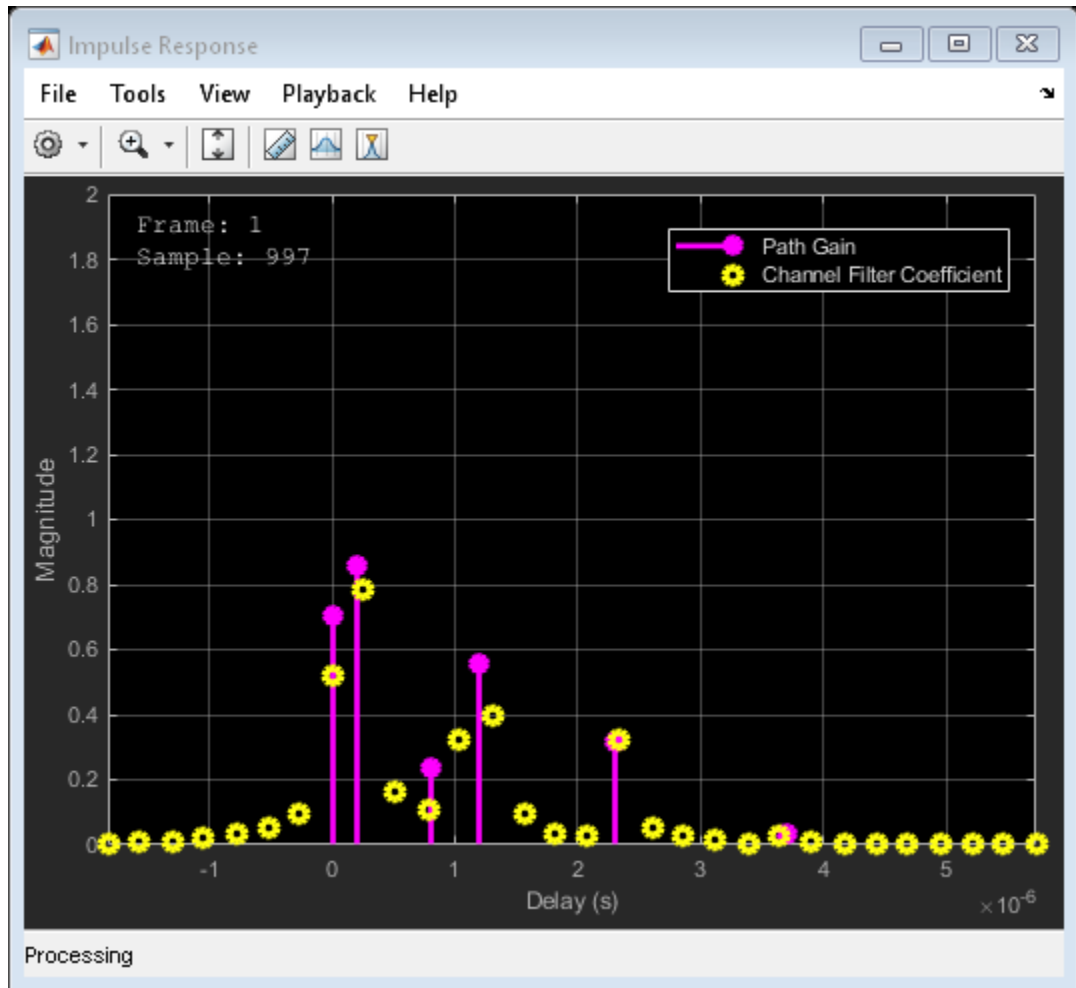 Impulse Response
File Tools View Playback Help
Frame: 1
Sample: 997
Path Gain
Channel Filter Coefficient
Magnitude
2
1.8
1.6
1.4
1.2
1
0.8
0.6
0.4
0.2
0
-1 0 1 2 3 4 5
Delay (s)
×10⁻⁶
Processing